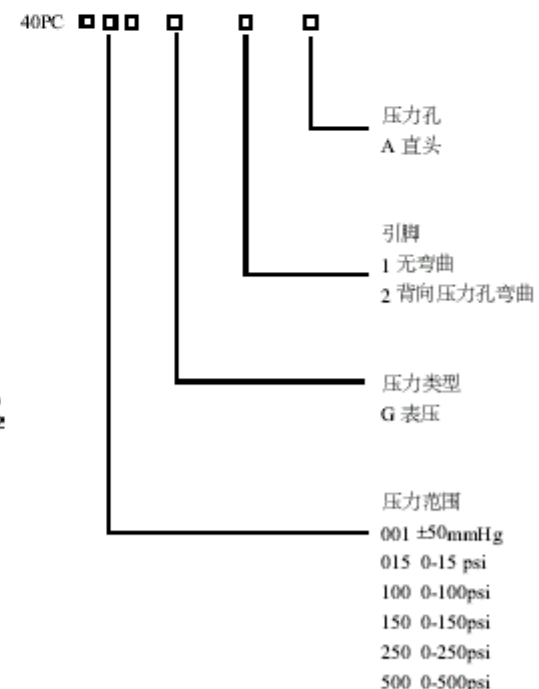 40PC
压力孔
A 直头
引脚
1 无弯曲
2 背向压力孔弯曲
压力类型
G 表压
压力范围
001 ±50mmHg
015 0-15 psi
100 0-100psi
150 0-150psi
250 0-250psi
500 0-500psi